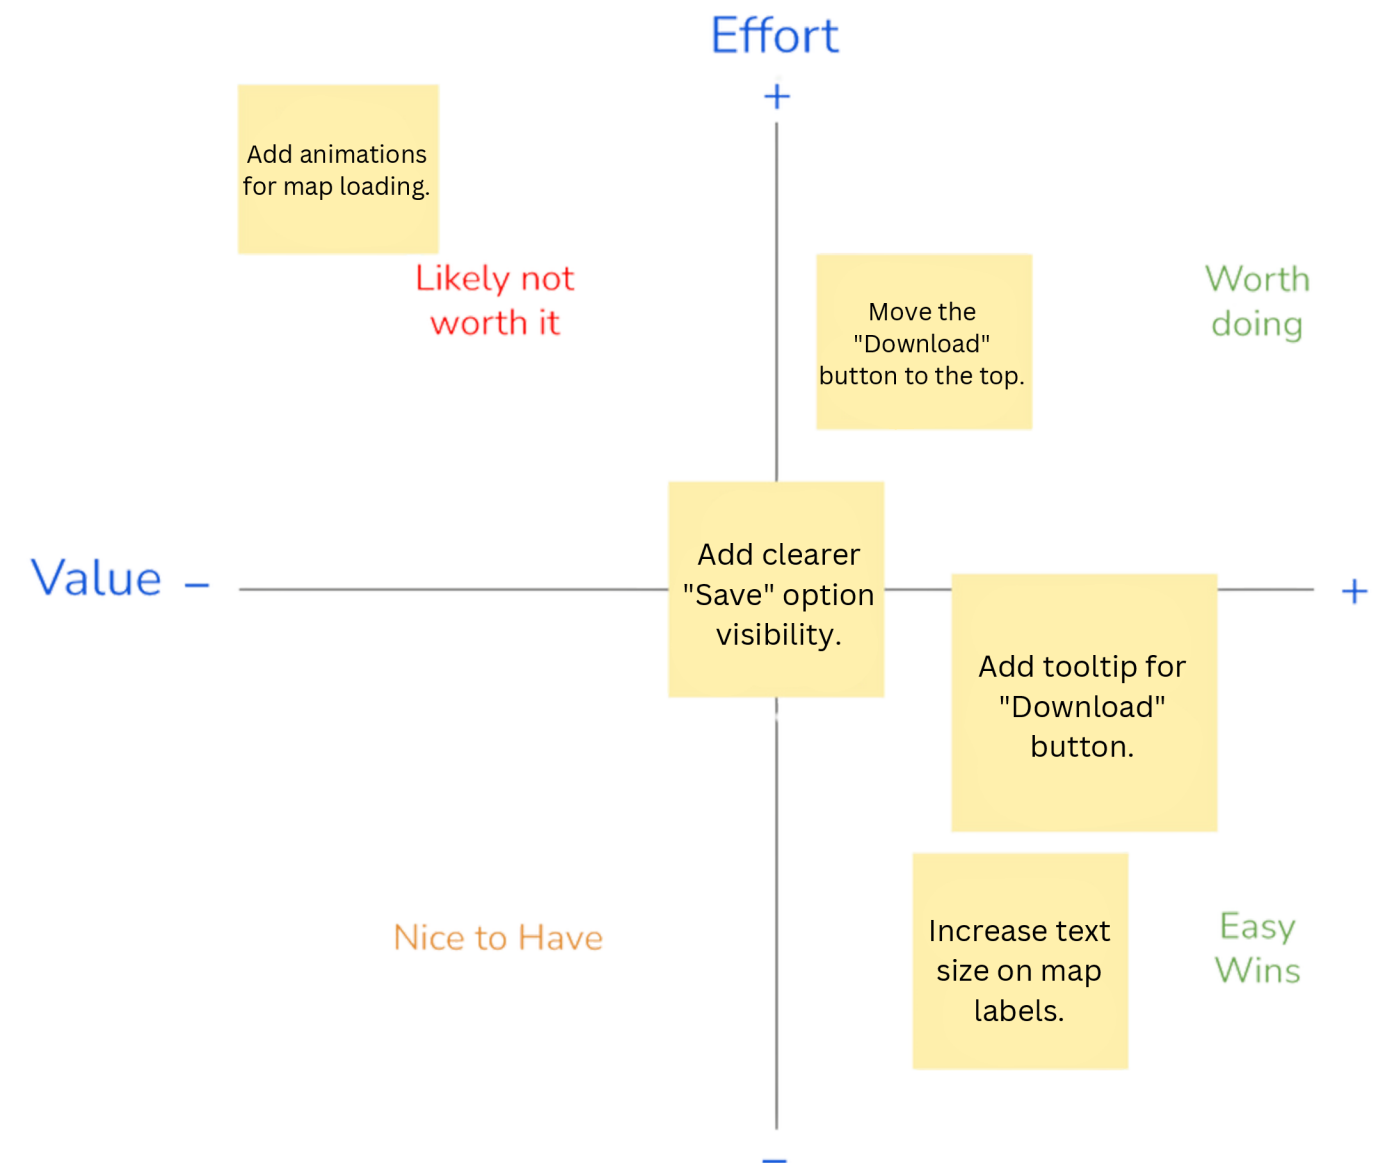 Effort
+
Add animations
for map loading.
Likely not
worth it
Worth
doing
Move the
"Download"
button to the top.
Value −
+
Add clearer
"Save" option
visibility.
Add tooltip for
"Download"
button.
Nice to Have
Increase text
size on map
labels.
Easy
Wins
−